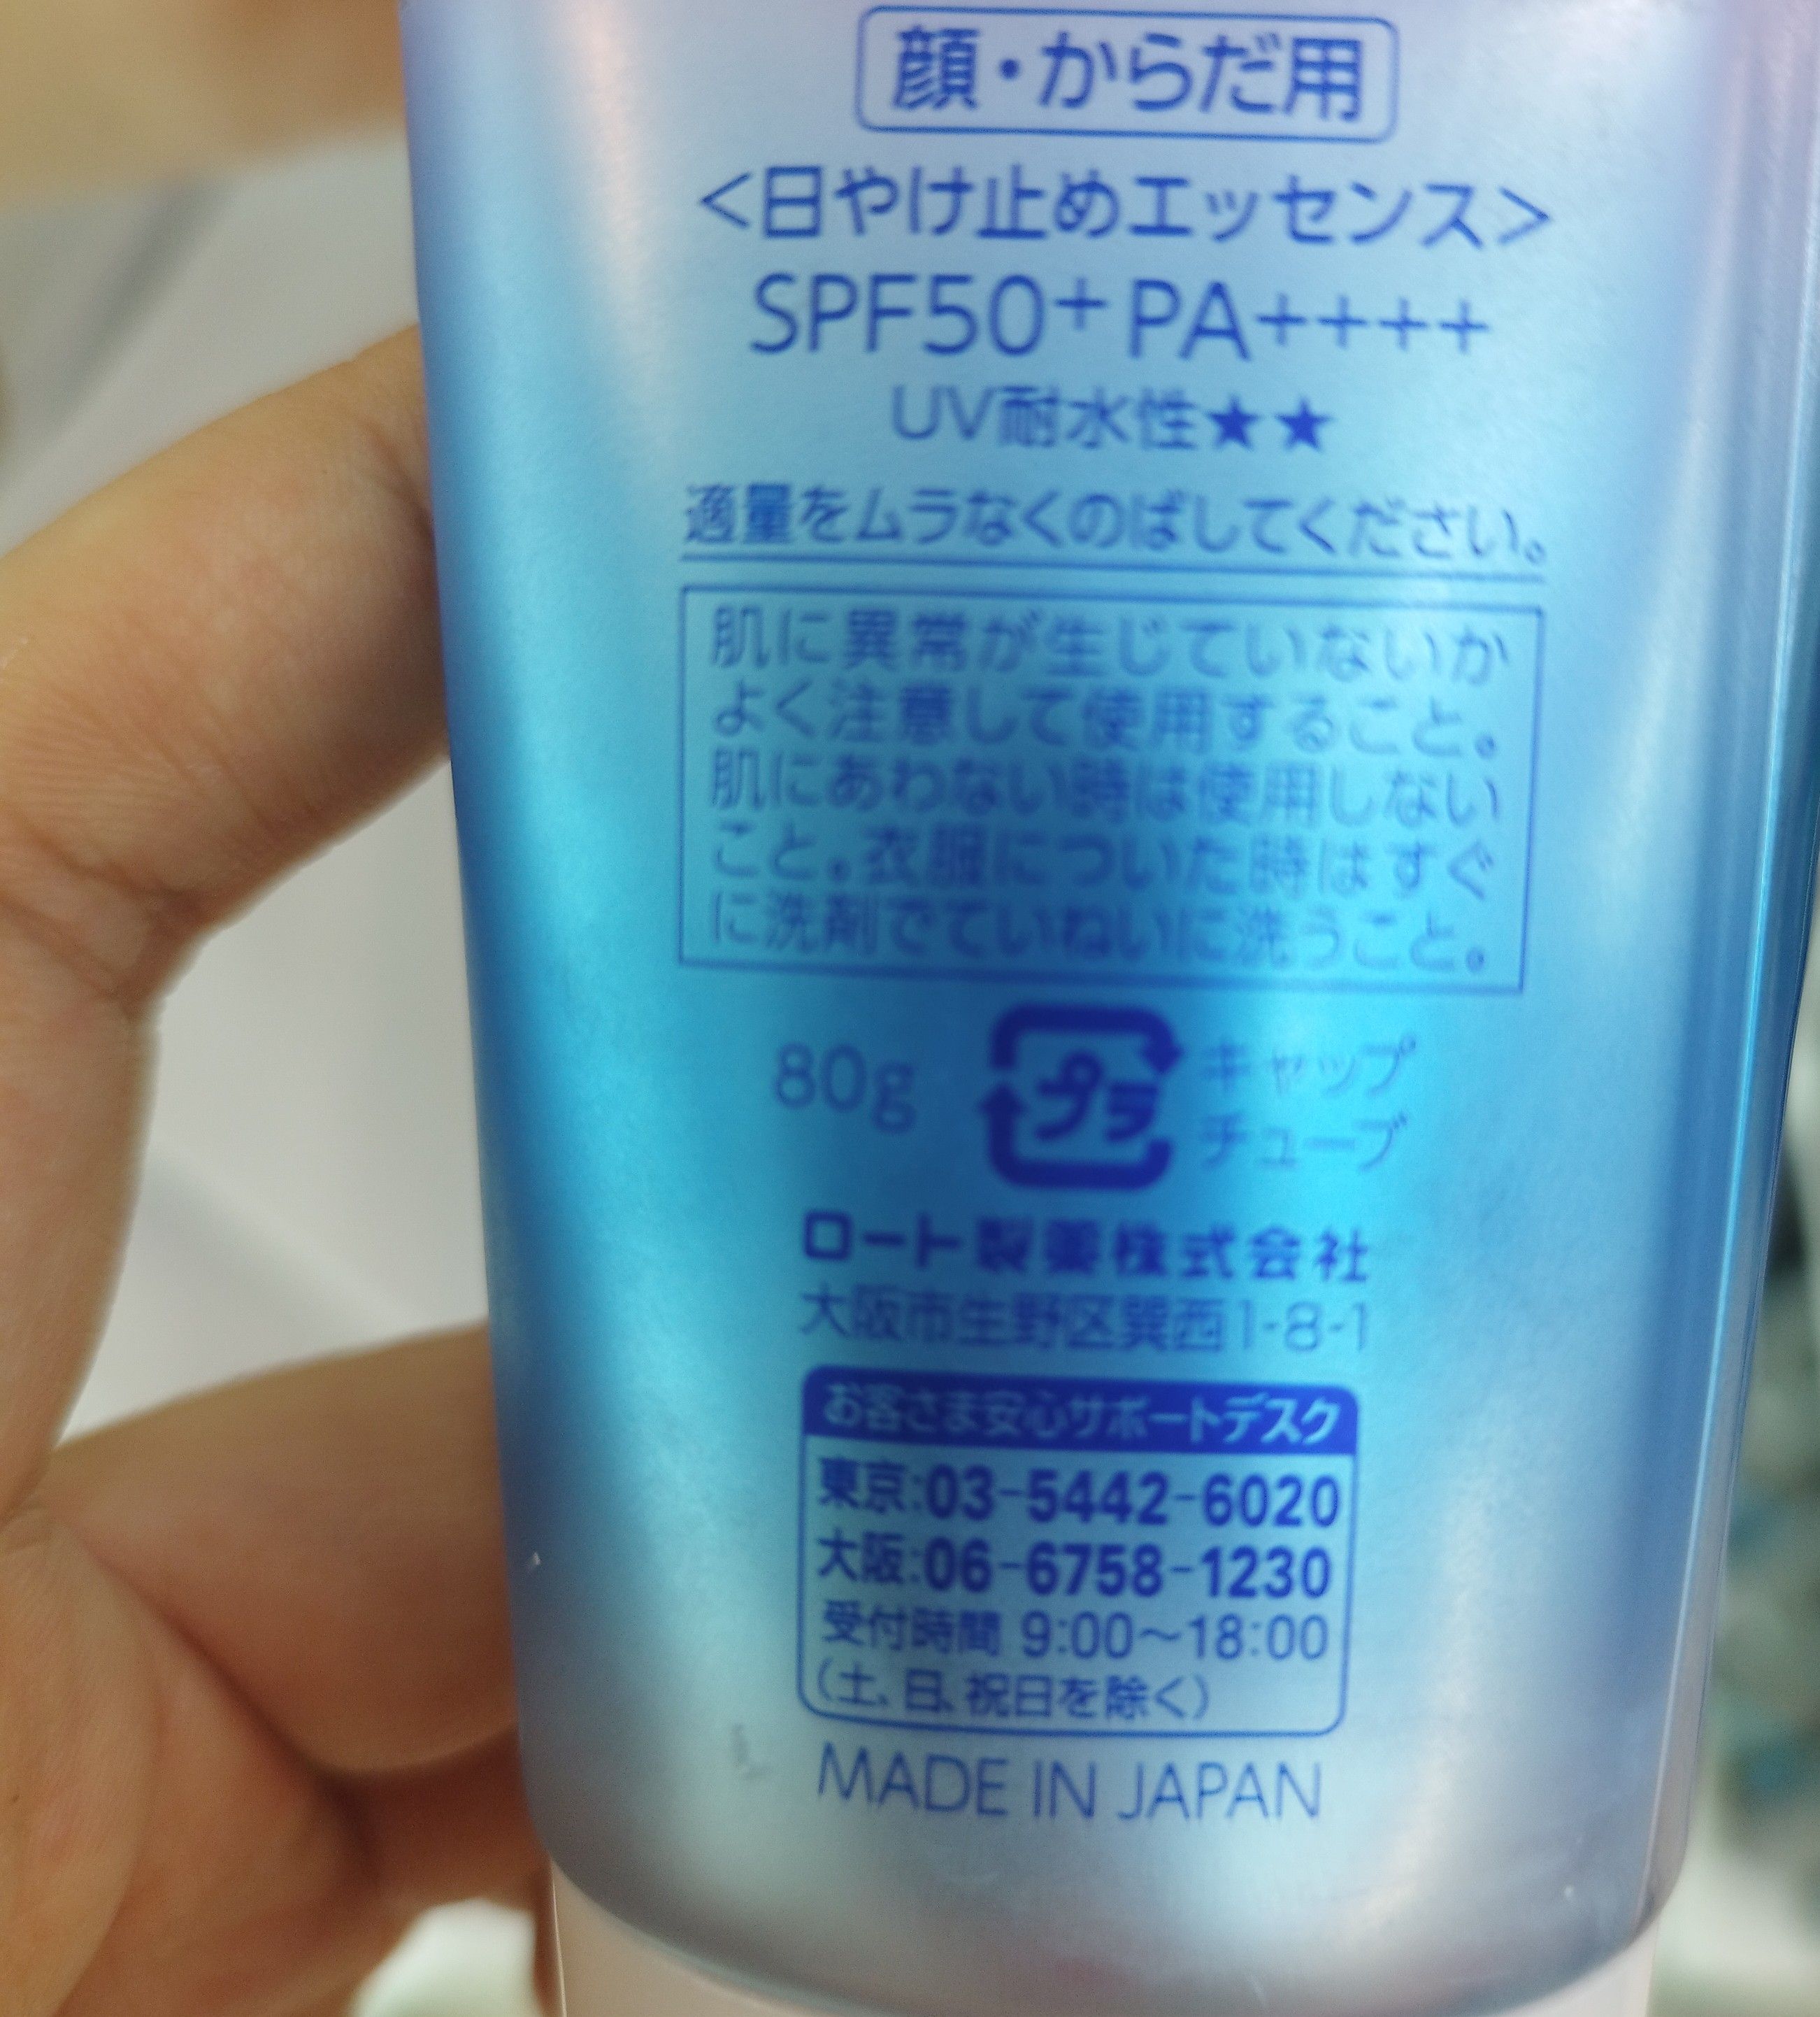 顔・からだ用
＜日やけ止めエッセンス＞
SPF50+ PA++++
UV耐水性★★
適量をムラなくのばしてください。
肌に異常が生じていないか
よく注意して使用すること。
肌にあわない時は使用しない
こと。衣服についた時はすぐ
に洗剤でていねいに洗うこと。
80g プラ キャップ
チューブ
ロート製薬株式会社
大阪市生野区巽西1-8-1
お客さま安心サポートデスク
東京:03-5442-6020
大阪:06-6758-1230
受付時間 9:00〜18:00
(土、日、祝日を除く)
MADE IN JAPAN